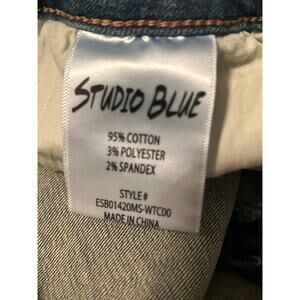 STUDIO BLUE
95% COTTON
3% POLYESTER
2% SPANDEX
STYLE#
ESB01420MS-WTC00
MADE IN CHINA